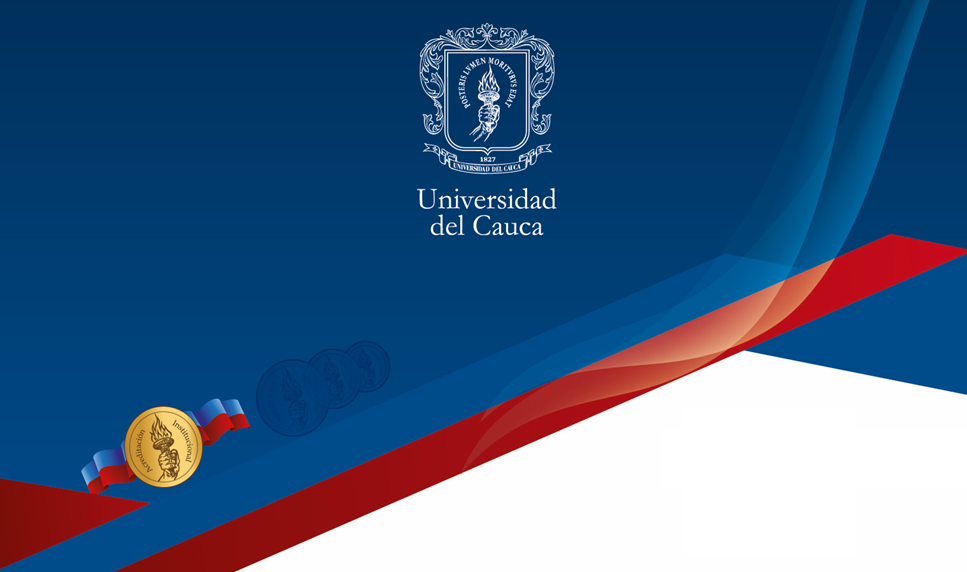 POSTERIS LVMEN MORITVRVS EDAT
1827
UNIVERSIDAD DEL CAUCA
Universidad
del Cauca
Acreditación
Institucional